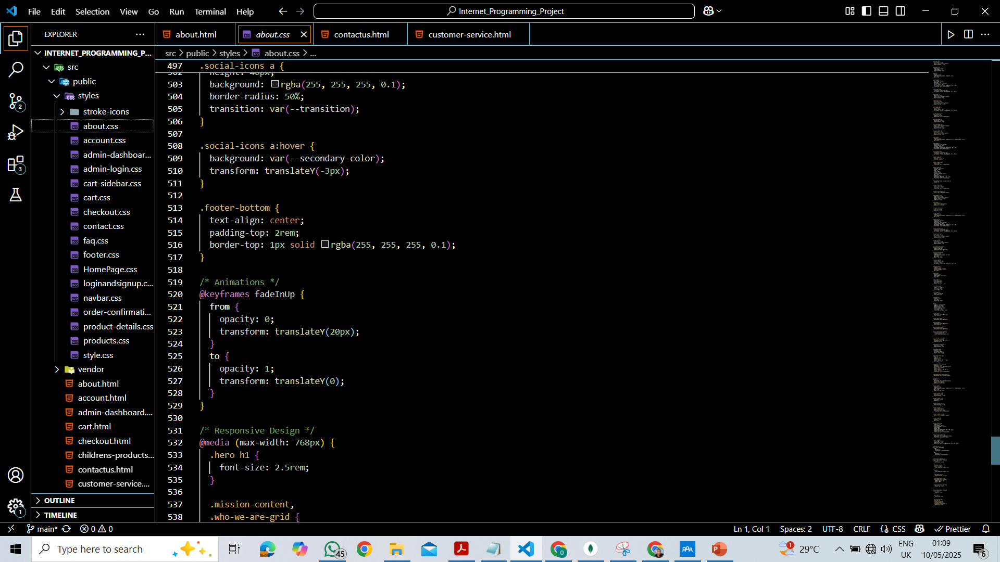 File Edit Selection View Go Run Terminal Help
Internet_Programming_Project
EXPLORER
about.html
about.css
contactus.html
customer-service.html
INTERNET_PROGRAMMING_P...
src
public
styles
stroke-icons
about.css
account.css
admin-dashboar...
admin-login.css
cart-sidebar.css
cart.css
checkout.css
contact.css
faq.css
footer.css
HomePage.css
loginandsignup.c...
navbar.css
order-confirmati...
product-details.css
products.css
style.css
vendor
about.html
account.html
admin-dashboard....
cart.html
checkout.html
childrens-products...
contactus.html
customer-service....
OUTLINE
TIMELINE
2
3
1
src > public > styles > about.css > ...
497 .social-icons a {
502 height: 40px;
503 background: rgba(255, 255, 255, 0.1);
504 border-radius: 50%;
505 transition: var(--transition);
506 }
507
508 .social-icons a:hover {
509 background: var(--secondary-color);
510 transform: translateY(-3px);
511 }
512
513 .footer-bottom {
514 text-align: center;
515 padding-top: 2rem;
516 border-top: 1px solid rgba(255, 255, 255, 0.1);
517 }
518
519 /* Animations */
520 @keyframes fadeInUp {
521 from {
522 opacity: 0;
523 transform: translateY(20px);
524 }
525 to {
526 opacity: 1;
527 transform: translateY(0);
528 }
529 }
530
531 /* Responsive Design */
532 @media (max-width: 768px) {
533 .hero h1 {
534 font-size: 2.5rem;
535 }
536
537 .mission-content,
538 .who-we-are-grid {
main* 0 0
Ln 1, Col 1 Spaces: 2 UTF-8 CRLF CSS Prettier
Type here to search
45
1
29°C
ENG
UK
01:09
10/05/2025
6